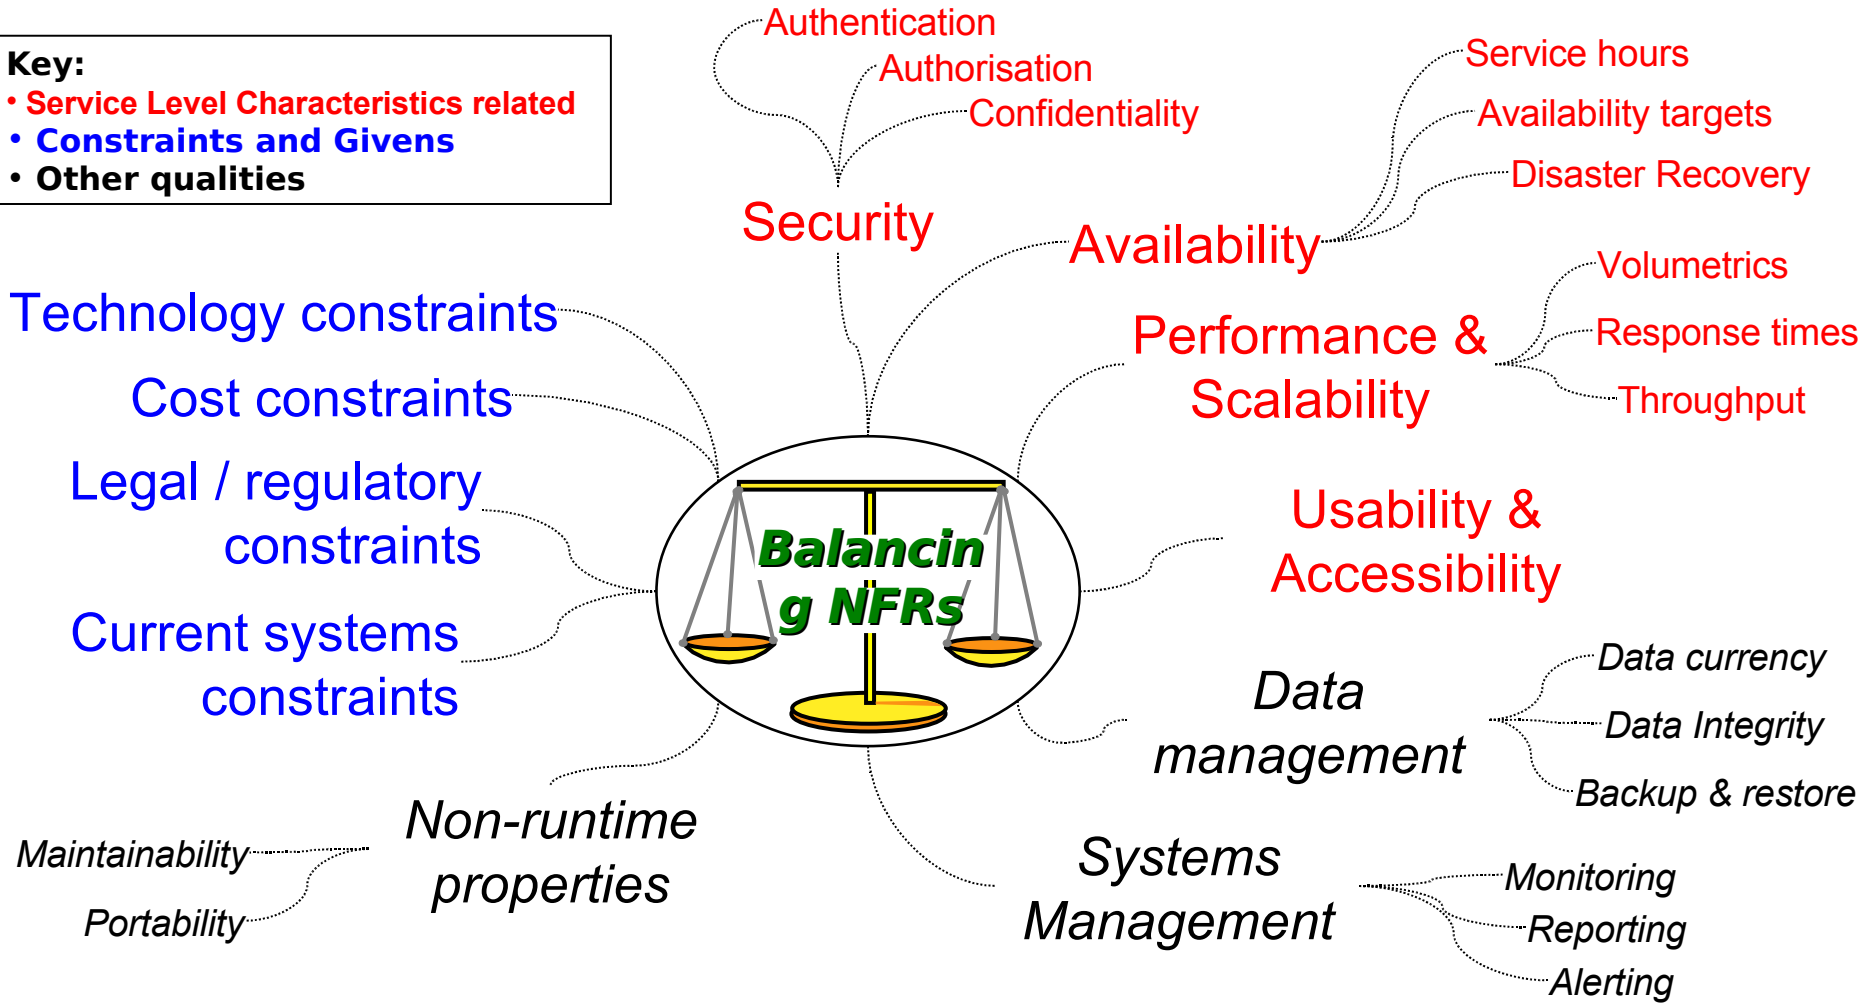 Key:
• Service Level Characteristics related
• Constraints and Givens
• Other qualities
Authentication
Authorisation
Confidentiality
Security
Service hours
Availability targets
Disaster Recovery
Availability
Volumetrics
Response times
Throughput
Performance &
Scalability
Technology constraints
Cost constraints
Legal / regulatory
constraints
Current systems
constraints
Balancin
g NFRs
Usability &
Accessibility
Data
management
Data currency
Data Integrity
Backup & restore
Non-runtime
properties
Maintainability
Portability
Systems
Management
Monitoring
Reporting
Alerting